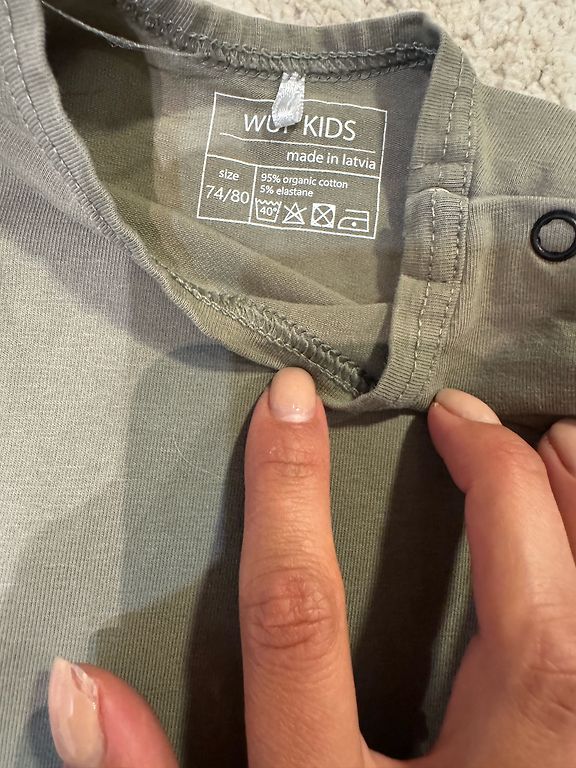 KIDS
made in latvia
size
74/80
95% organic cotton
5% elastane
40°